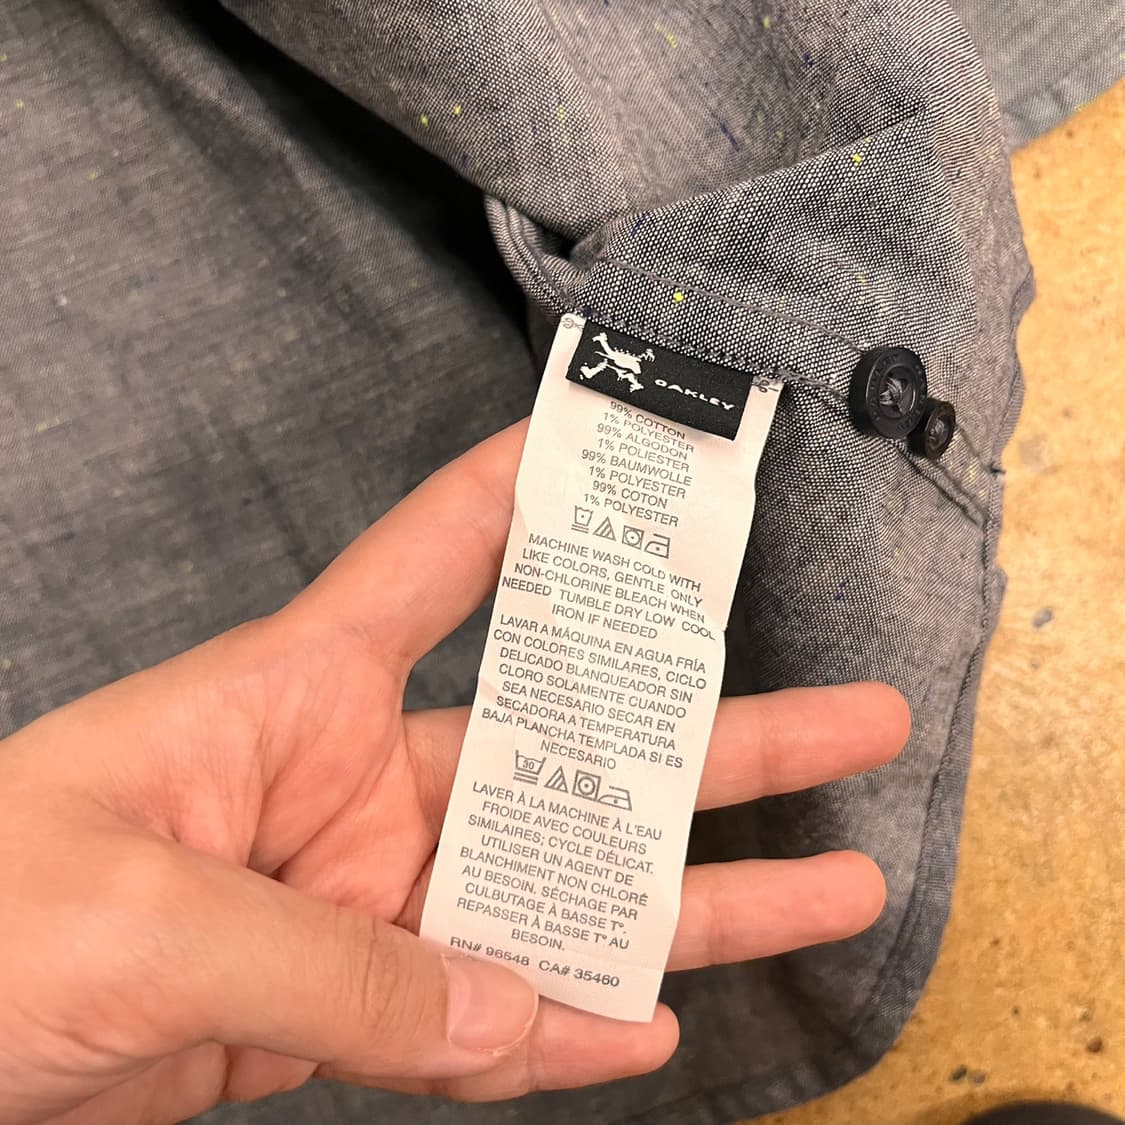 OAKLEY
99% COTTON
1% POLYESTER
99% ALGODON
1% POLIESTER
99% BAUMWOLLE
1% POLYESTER
99% COTON
1% POLYESTER
MACHINE WASH COLD WITH
LIKE COLORS, GENTLE, ONLY
NON-CHLORINE BLEACH WHEN
NEEDED TUMBLE DRY LOW COOL
IRON IF NEEDED
LAVAR A MÁQUINA EN AGUA FRÍA
CON COLORES SIMILARES, CICLO
DELICADO BLANQUEADOR SIN
CLORO SOLAMENTE CUANDO
SEA NECESARIO SECAR EN
SECADORA A TEMPERATURA
BAJA PLANCHA TEMPLADA SI ES
NECESARIO
30
LAVER À LA MACHINE À L'EAU
FROIDE AVEC COULEURS
SIMILAIRES; CYCLE DÉLICAT.
UTILISER UN AGENT DE
BLANCHIMENT NON CHLORÉ
AU BESOIN. SÉCHAGE PAR
CULBUTAGE À BASSE Tº.
REPASSER À BASSE Tº AU
BESOIN.
RN# 96548 CA# 35460